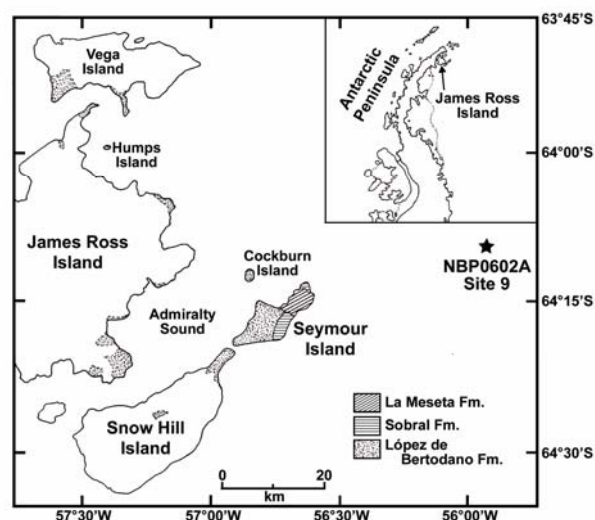 Vega
Island
Humps
Island
James Ross
Island
Admiralty
Sound
Cockburn
Island
Seymour
Island
Snow Hill
Island
Antarctic
Peninsula
James Ross
Island
NBP0602A
Site 9
La Meseta Fm.
Sobral Fm.
López de
Bertodano Fm.
0 20
km
63°45'S
64°00'S
64°15'S
64°30'S
57°30'W 57°00'W 56°30'W 56°00'W